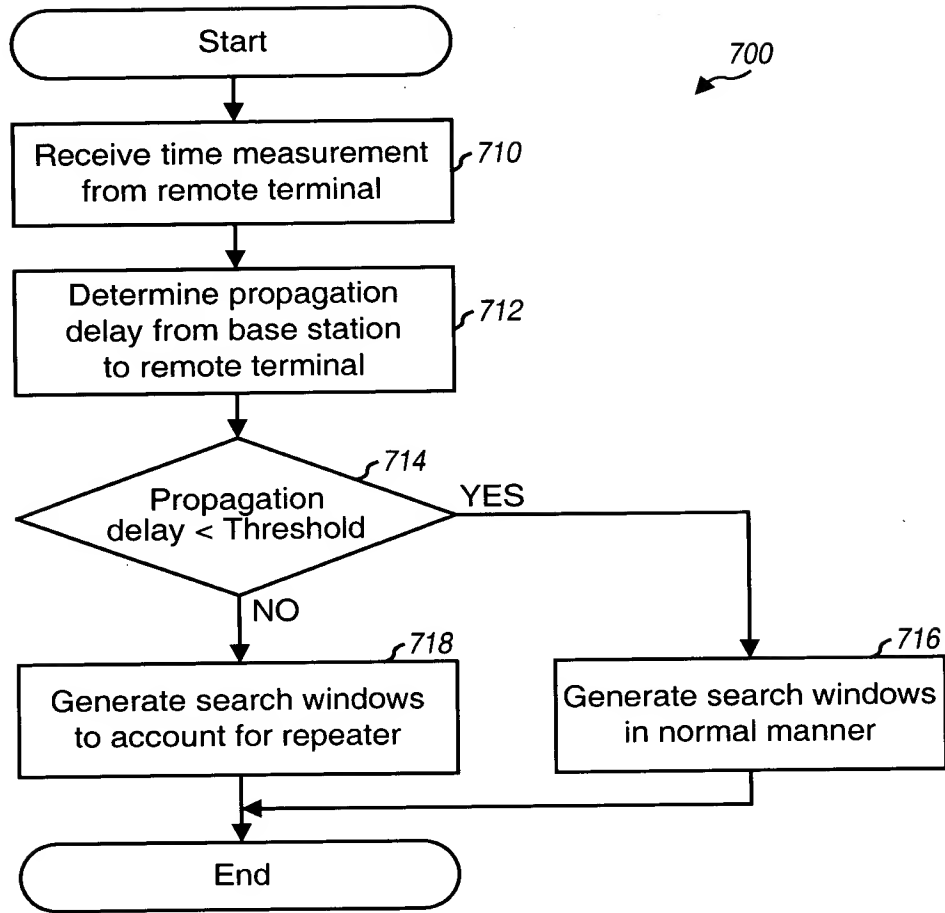 Start
700
Receive time measurement
from remote terminal
710
Determine propagation
delay from base station
to remote terminal
712
714
Propagation
delay < Threshold
YES
NO
718
Generate search windows
to account for repeater
716
Generate search windows
in normal manner
End